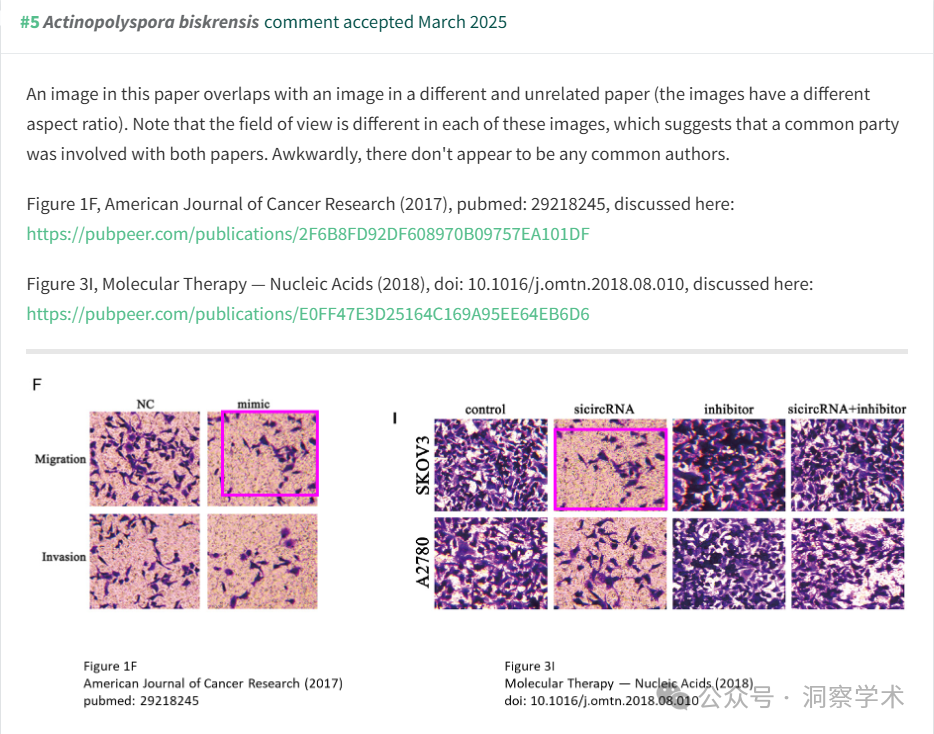 #5 Actinopolyspora biskrensis comment accepted March 2025
An image in this paper overlaps with an image in a different and unrelated paper (the images have a different
aspect ratio). Note that the field of view is different in each of these images, which suggests that a common party
was involved with both papers. Awkwardly, there don't appear to be any common authors.
Figure 1F, American Journal of Cancer Research (2017), pubmed: 29218245, discussed here:
https://pubpeer.com/publications/2F6B8FD92DF608970B09757EA101DF
Figure 3I, Molecular Therapy — Nucleic Acids (2018), doi: 10.1016/j.omtn.2018.08.010, discussed here:
https://pubpeer.com/publications/E0FF47E3D25164C169A95EE64EB6D6
F
NC mimic
Migration
Invasion
I
control sicircRNA inhibitor sicircRNA+inhibitor
SKOV3
A2780
Figure 1F
American Journal of Cancer Research (2017)
pubmed: 29218245
Figure 3I
Molecular Therapy — Nucleic Acids (2018)
doi: 10.1016/j.omtn.2018.08.010
公众号 · 洞察学术